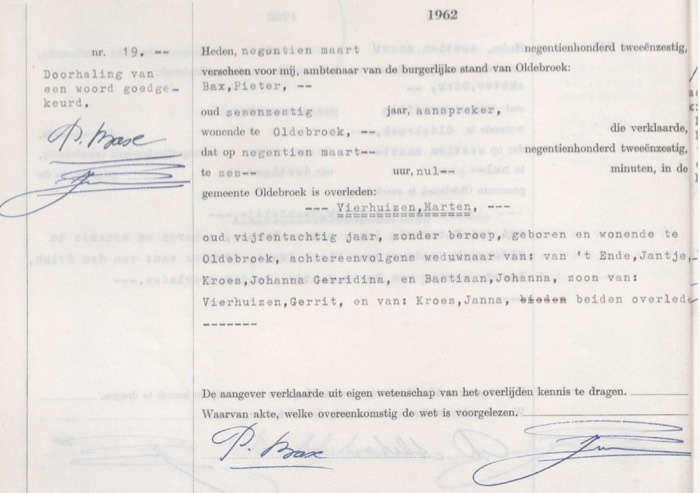 1962
nr. 19. --
Doorhaling van
een woord goedge-
keurd.
P. Bax
Heden, negentien maart negentienhonderd tweeënzestig,
verscheen voor mij, ambtenaar van de burgerlijke stand van Oldebroek:
Bax,Pieter, --
oud zesenzestig jaar, aanspreker,
wonende te Oldebroek, --, die verklaarde,
dat op negentien maart-- negentienhonderd tweeënzestig,
te zes-- uur, nul-- minuten, in de
gemeente Oldebroek is overleden:
--- Vierhuizen,Marten, ---
oud vijfentachtig jaar, zonder beroep, geboren en wonende te
Oldebroek, achtereenvolgens weduwnaar van: van 't Ende,Jantje,
Kroes,Johanna Gerridina, en Bastiaan,Johanna, zoon van:
Vierhuizen,Gerrit, en van: Kroes,Janna, bieden beiden overled
-------
De aangever verklaarde uit eigen wetenschap van het overlijden kennis te dragen.
Waarvan akte, welke overeenkomstig de wet is voorgelezen.
P. Bax